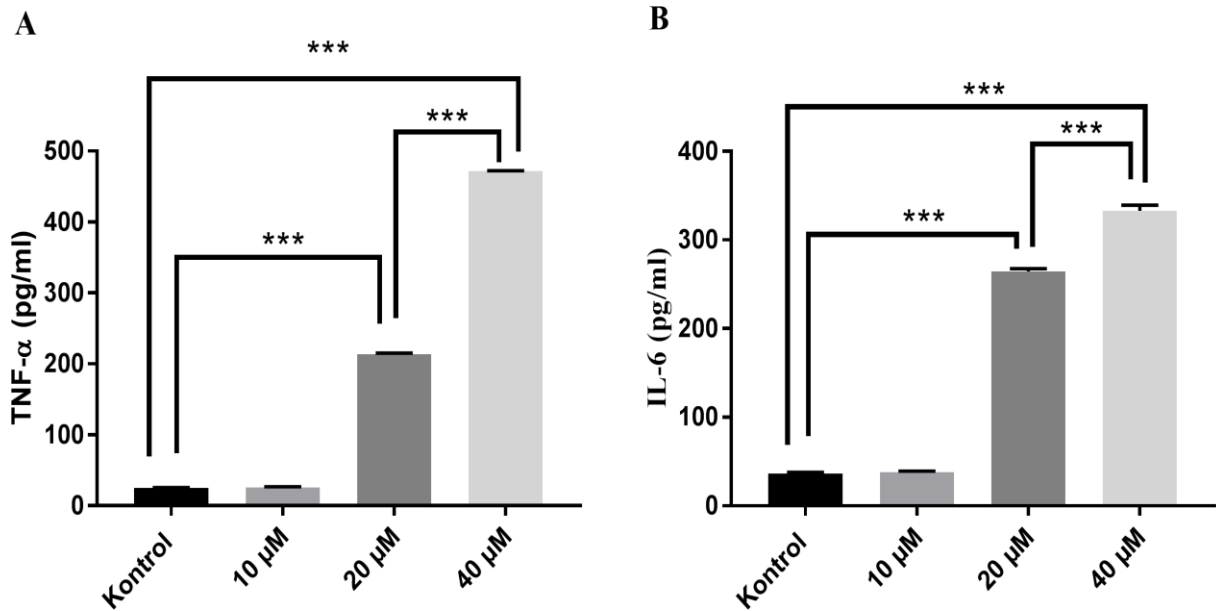 A
***
***
***
TNF-α (pg/ml)
500
400
300
200
100
0
Kontrol
10 µM
20 µM
40 µM
B
***
***
***
IL-6 (pg/ml)
400
300
200
100
0
Kontrol
10 µM
20 µM
40 µM